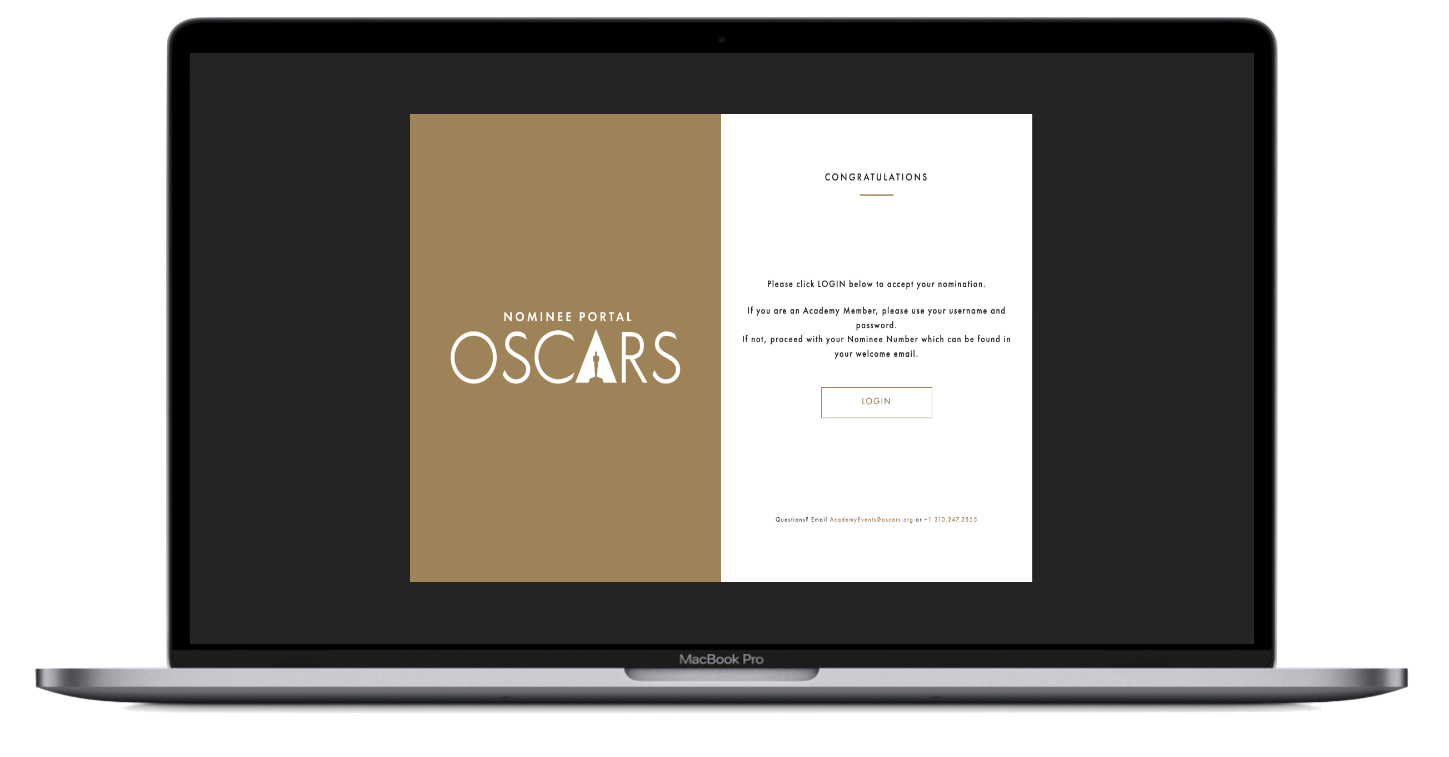 NOMINEE PORTAL
OSCARS
CONGRATULATIONS
Please click LOGIN below to accept your nomination.
If you are an Academy Member, please use your username and
password.
If not, proceed with your Nominee Number which can be found in
your welcome email.
LOGIN
Questions? Email AcademyEvents@oscars.org or +1 310.247.2555
MacBook Pro